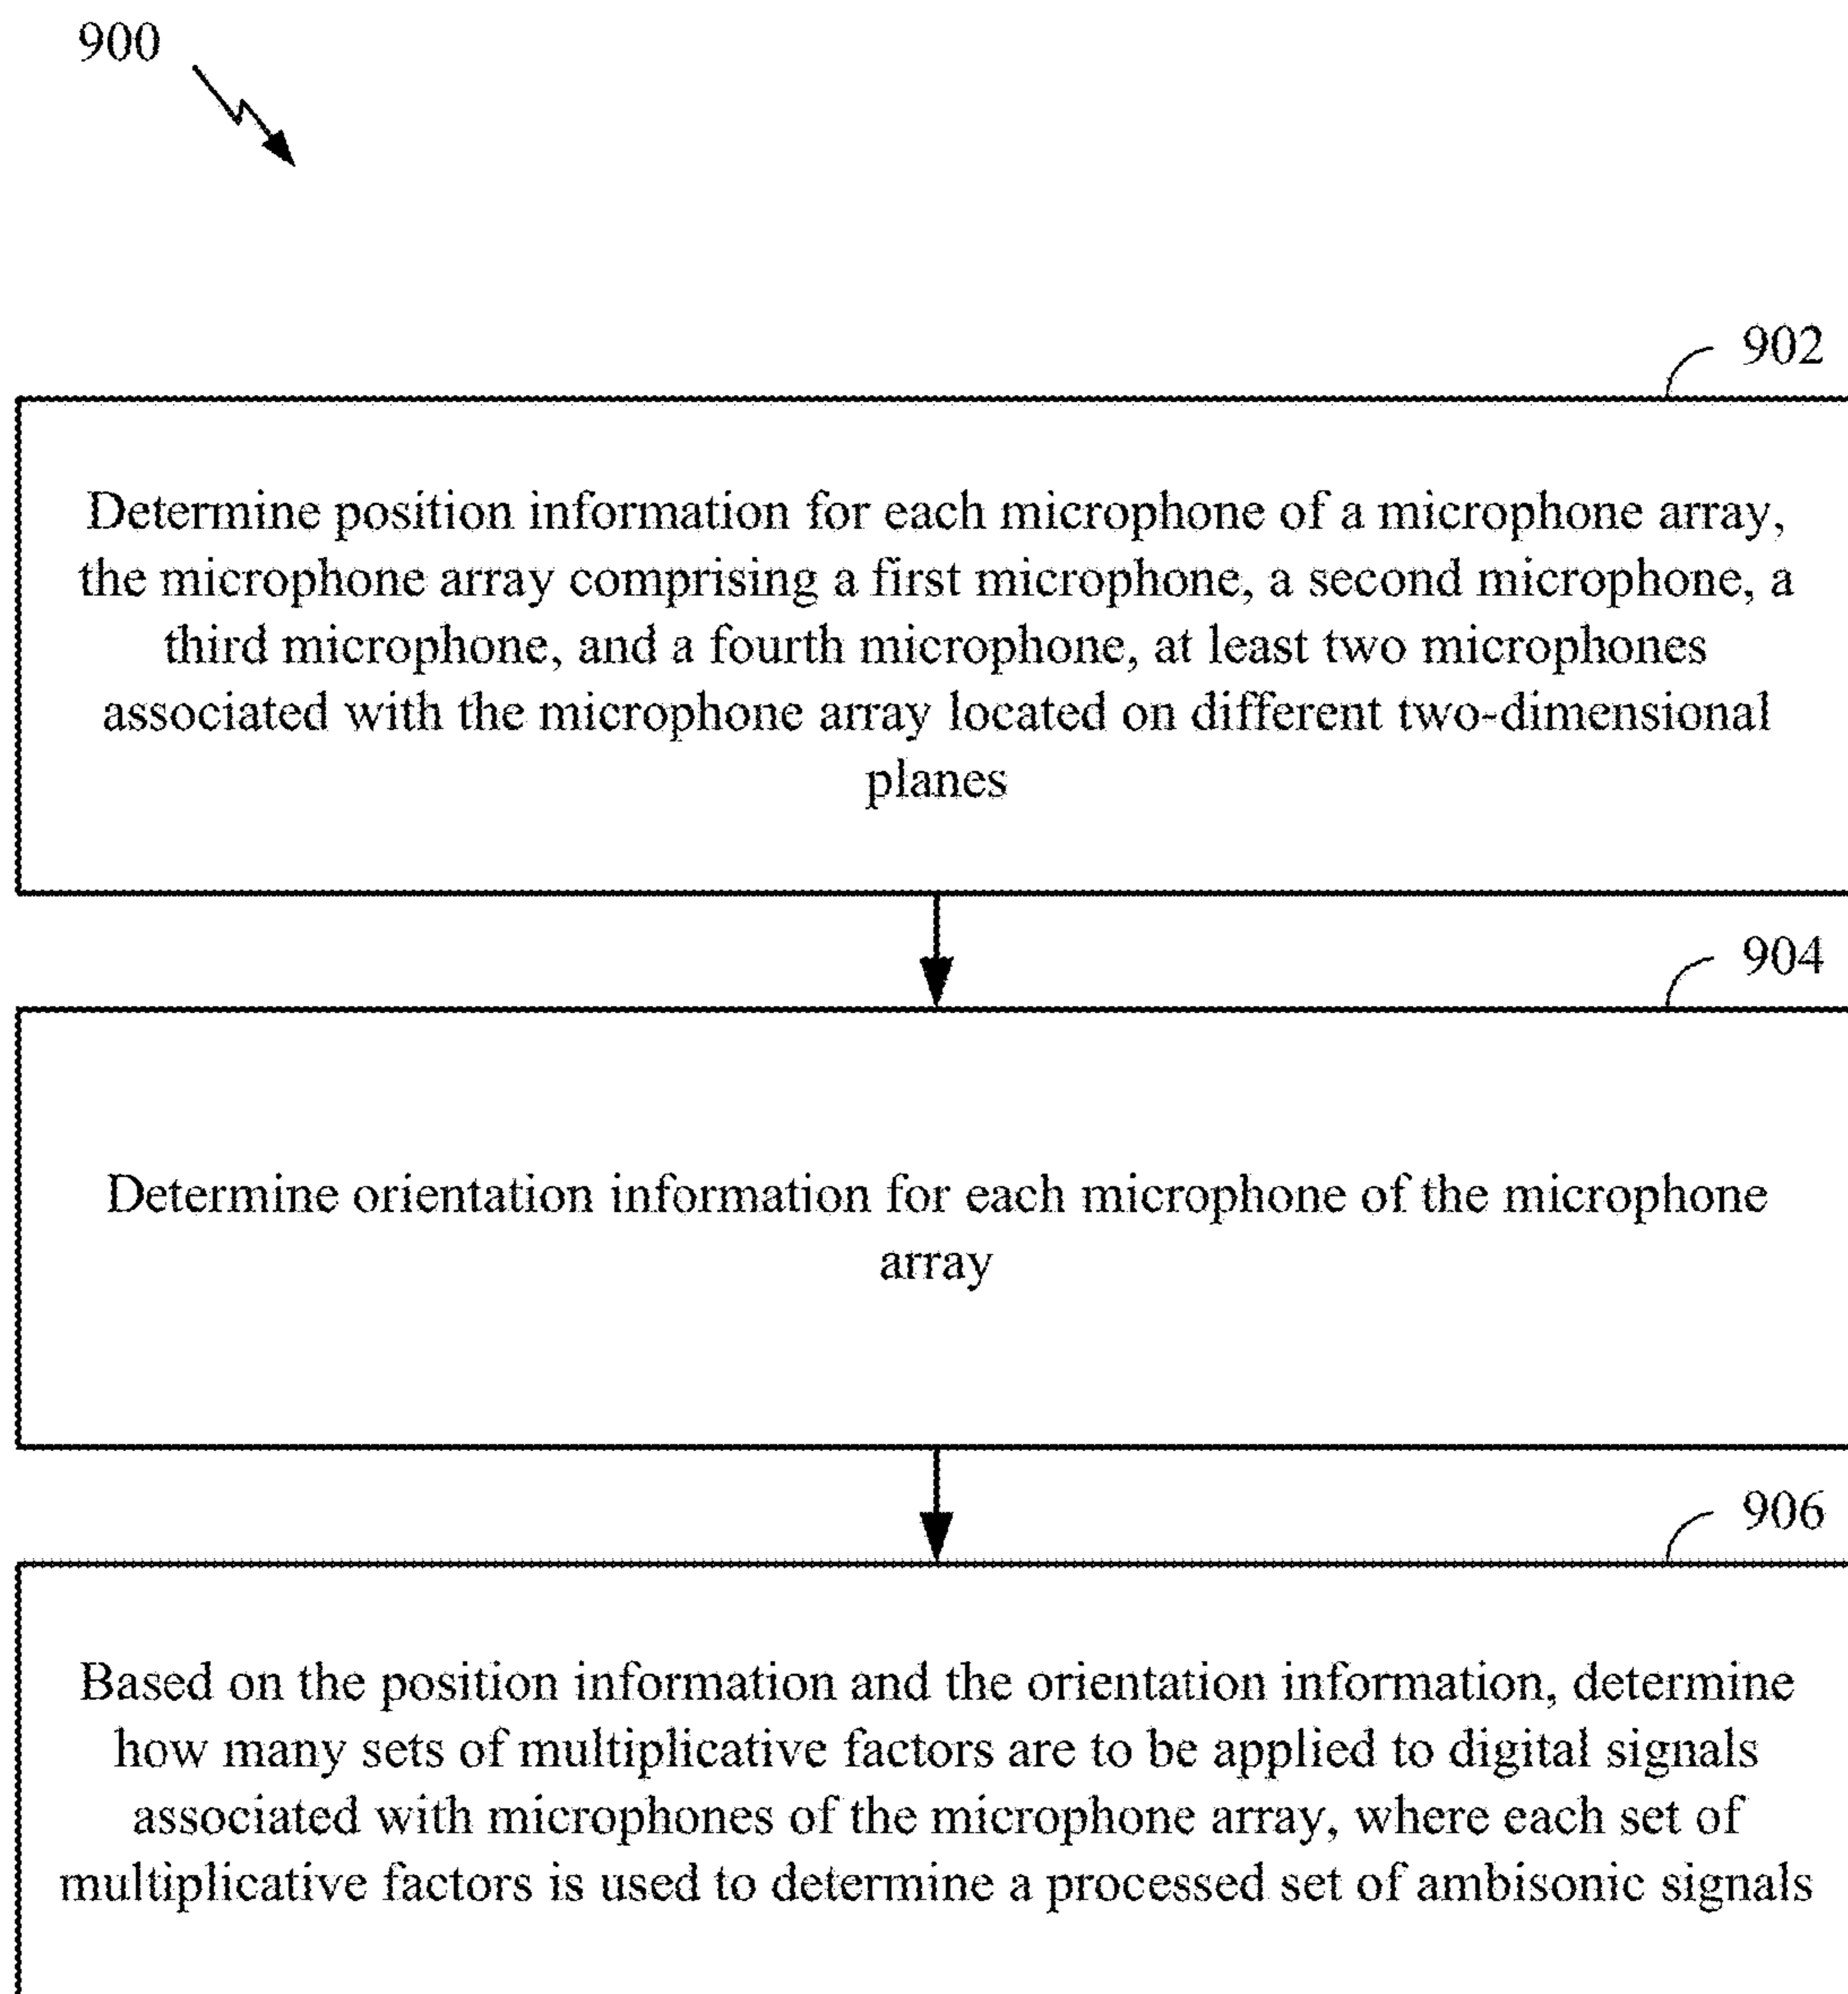 900
902
Determine position information for each microphone of a microphone array,
the microphone array comprising a first microphone, a second microphone, a
third microphone, and a fourth microphone, at least two microphones
associated with the microphone array located on different two-dimensional
planes
904
Determine orientation information for each microphone of the microphone
array
906
Based on the position information and the orientation information, determine
how many sets of multiplicative factors are to be applied to digital signals
associated with microphones of the microphone array, where each set of
multiplicative factors is used to determine a processed set of ambisonic signals